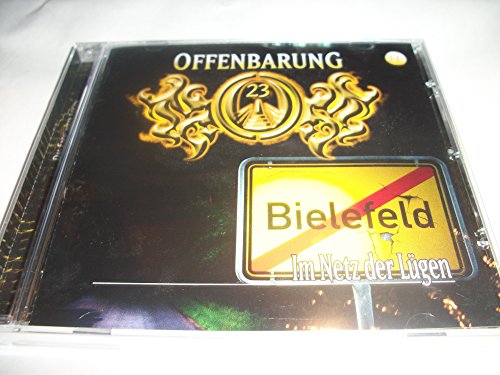 OFFENBARUNG
23
Bielefeld
Im Netz der Lügen